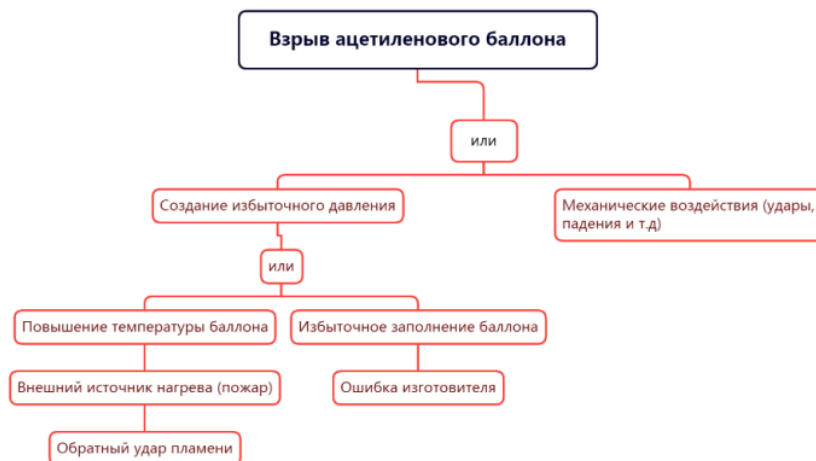 Взрыв ацетиленового баллона
или
Создание избыточного давления
Механические воздействия (удары,
падения и т.д)
или
Повышение температуры баллона
Избыточное заполнение баллона
Внешний источник нагрева (пожар)
Ошибка изготовителя
Обратный удар пламени